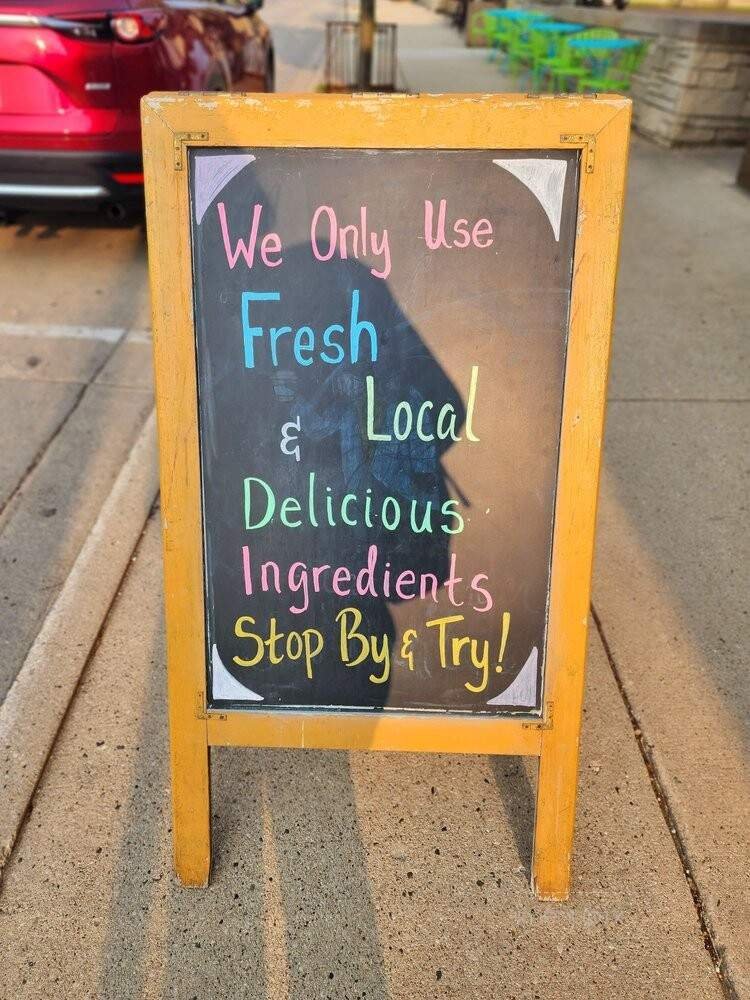 We Only Use
Fresh
& Local
Delicious
Ingredients
Stop By & Try!